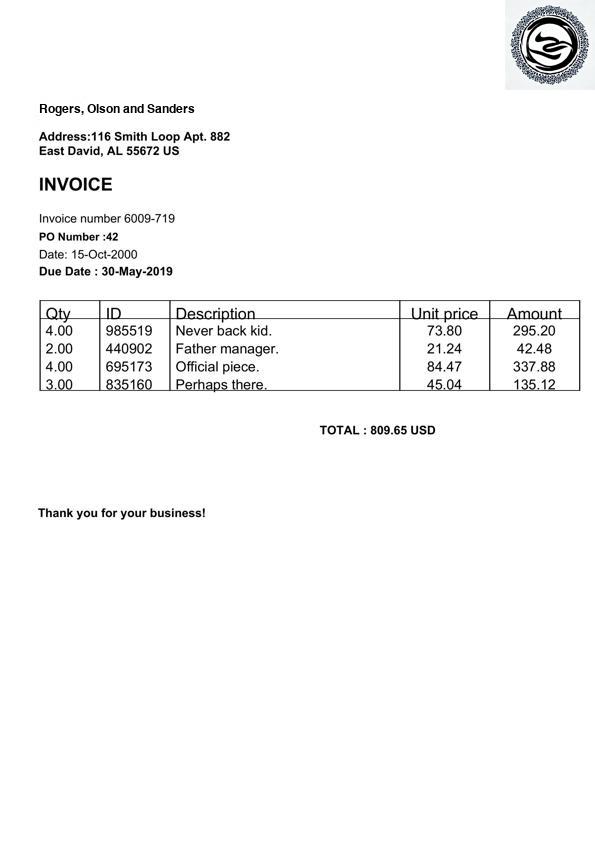 Rogers, Olson and Sanders
Address:116 Smith Loop Apt. 882
East David, AL 55672 US
INVOICE
Invoice number 6009-719
PO Number :42
Date: 15-Oct-2000
Due Date : 30-May-2019
Qty ID Description Unit price Amount
4.00 985519 Never back kid. 73.80 295.20
2.00 440902 Father manager. 21.24 42.48
4.00 695173 Official piece. 84.47 337.88
3.00 835160 Perhaps there. 45.04 135.12
TOTAL : 809.65 USD
Thank you for your business!